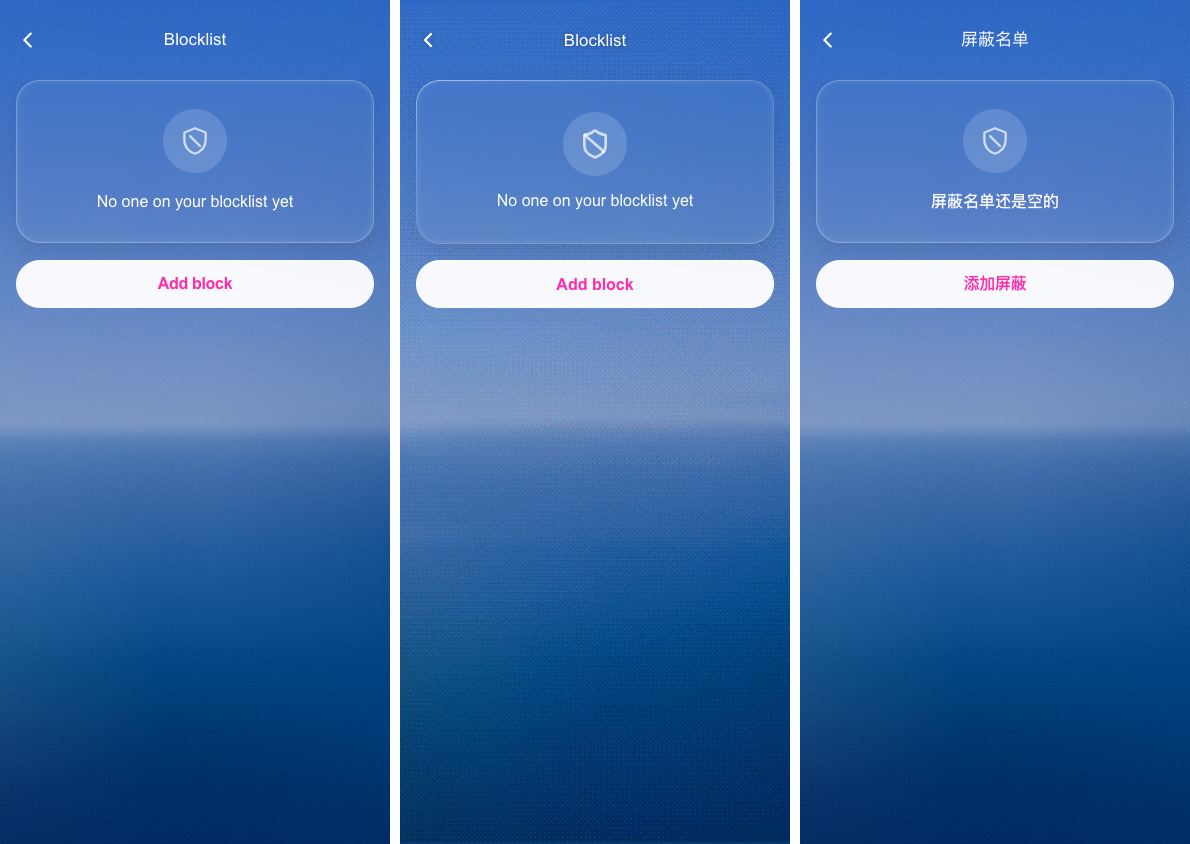 Blocklist
No one on your blocklist yet
Add block
Blocklist
No one on your blocklist yet
Add block
屏蔽名单
屏蔽名单还是空的
添加屏蔽